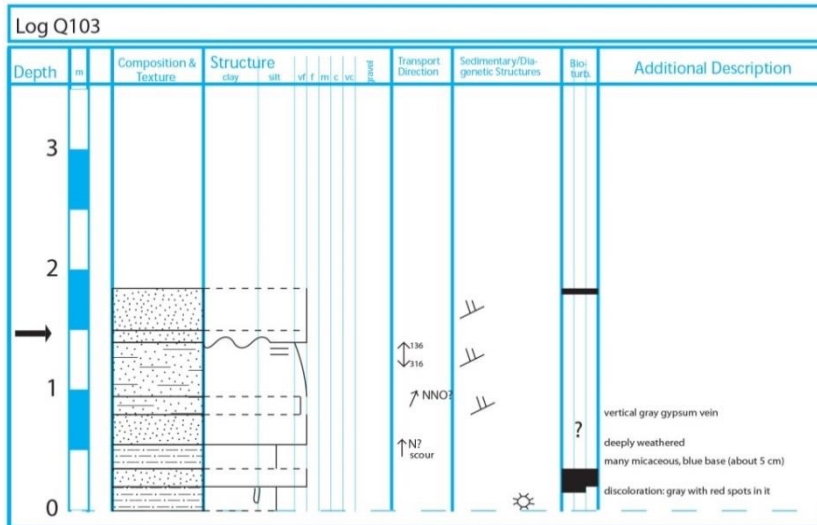 Log Q103
Depth
m
Composition &
Texture
Structure
clay
silt
vf
f
m
c
vc
gravel
Transport
Direction
Sedimentary/Dia-
genetic Structures
Bio-
turb.
Additional Description
3
2
136
316
1
NNO?
vertical gray gypsum vein
?
N?
scour
deeply weathered
many micaceous, blue base (about 5 cm)
discoloration: gray with red spots in it
0